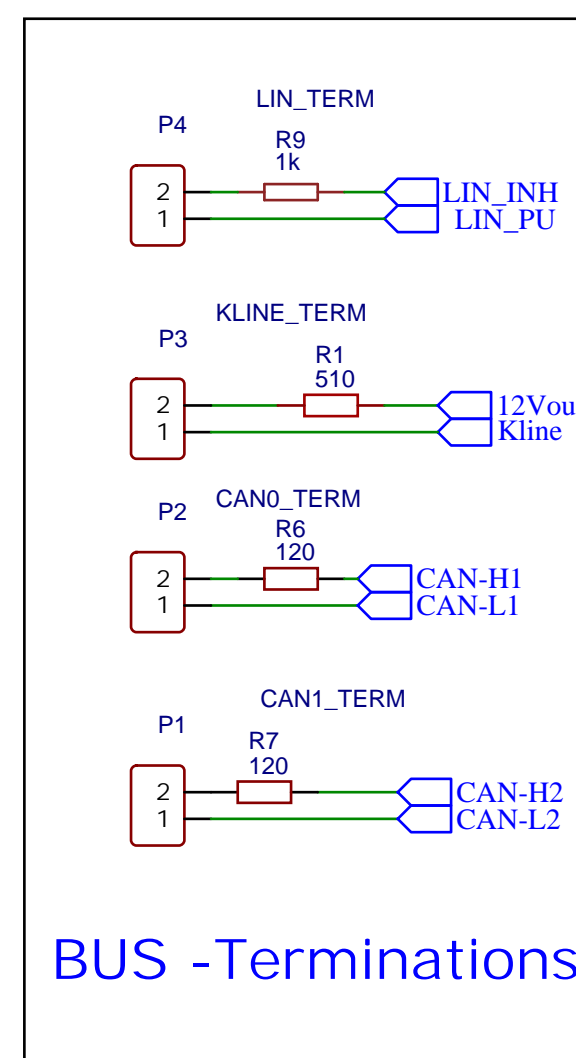 LIN_TERM
P4
R9
1k
2
LIN_INH
1
LIN_PU
KLINE_TERM
P3
R1
510
2
12Vou
1
Kline
CAN0_TERM
P2
R6
120
2
CAN-H1
1
CAN-L1
CAN1_TERM
P1
R7
120
2
CAN-H2
1
CAN-L2
BUS -Terminations